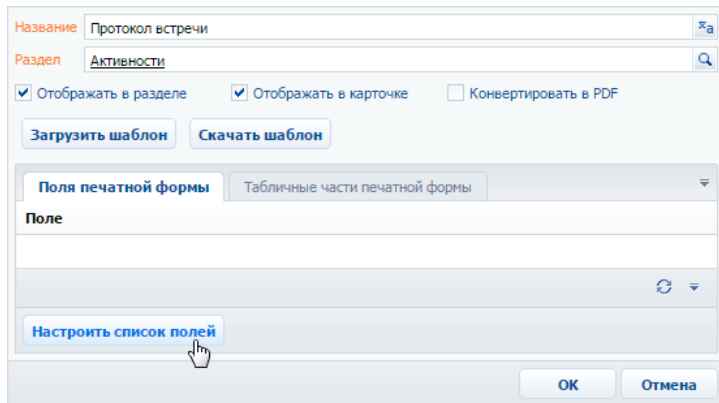 Название Протокол встречи
Раздел Активности
Отображать в разделе Отображать в карточке Конвертировать в PDF
Загрузить шаблон Скачать шаблон
Поля печатной формы Табличные части печатной формы
Поле
Настроить список полей
ОК Отмена